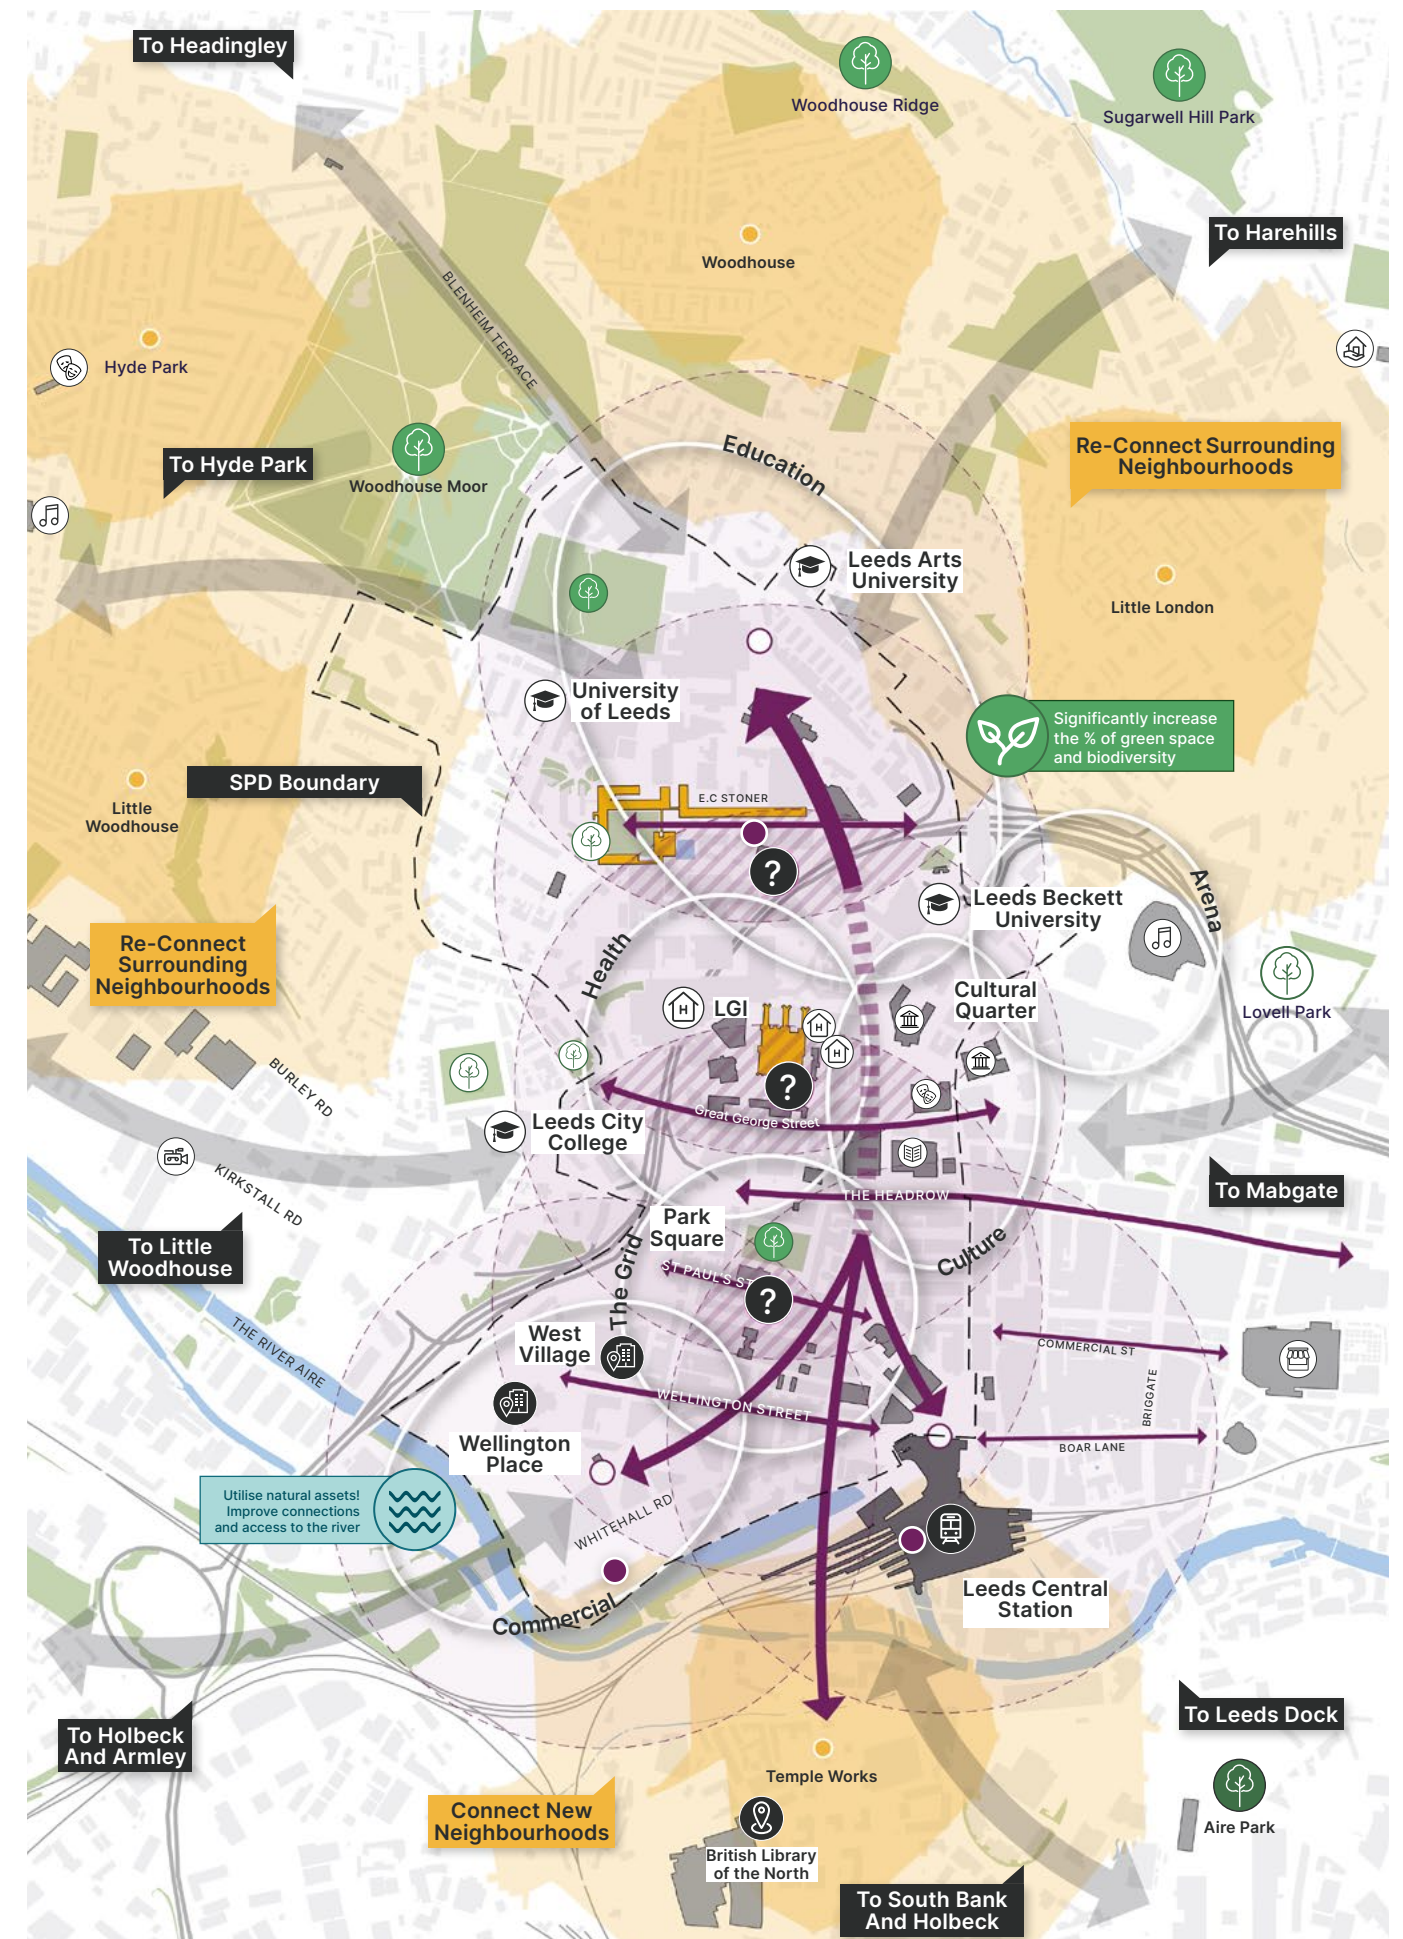 To Headingley
Woodhouse Ridge
Sugarwell Hill Park
To Harehills
Woodhouse
BLENHEIM TERRACE
Hyde Park
Re-Connect Surrounding
Neighbourhoods
Education
To Hyde Park
Woodhouse Moor
Leeds Arts
University
Little London
University
of Leeds
Significantly increase
the % of green space
and biodiversity
SPD Boundary
E.C STONER
Little
Woodhouse
?
Arena
Leeds Beckett
University
Re-Connect
Surrounding
Neighbourhoods
Health
Cultural
Quarter
H
LGI
H
H
Lovell Park
BURLEY RD
?
Great George Street
Leeds City
College
KIRKSTALL RD
To Mabgate
THE HEADROW
Park
Square
To Little
Woodhouse
Culture
The Grid
ST PAUL'S ST
?
THE RIVER AIRE
West
Village
COMMERCIAL ST
BRIGGATE
WELLINGTON STREET
Wellington
Place
BOAR LANE
Utilise natural assets!
Improve connections
and access to the river
WHITEHALL RD
Leeds Central
Station
Commercial
To Leeds Dock
To Holbeck
And Armley
Temple Works
Connect New
Neighbourhoods
Aire Park
British Library
of the North
To South Bank
And Holbeck